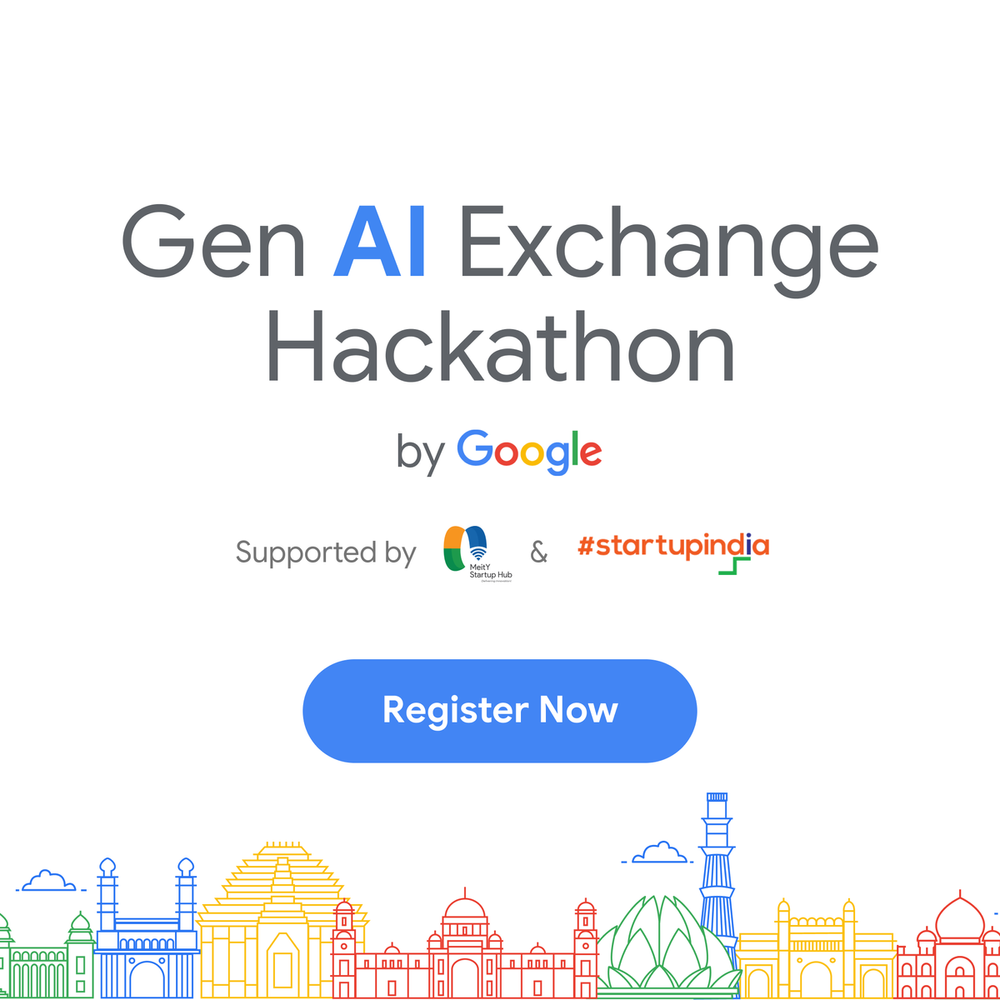 Gen AI Exchange
Hackathon
by Google
Supported by MeitY Startup Hub & #startupindia
Register Now